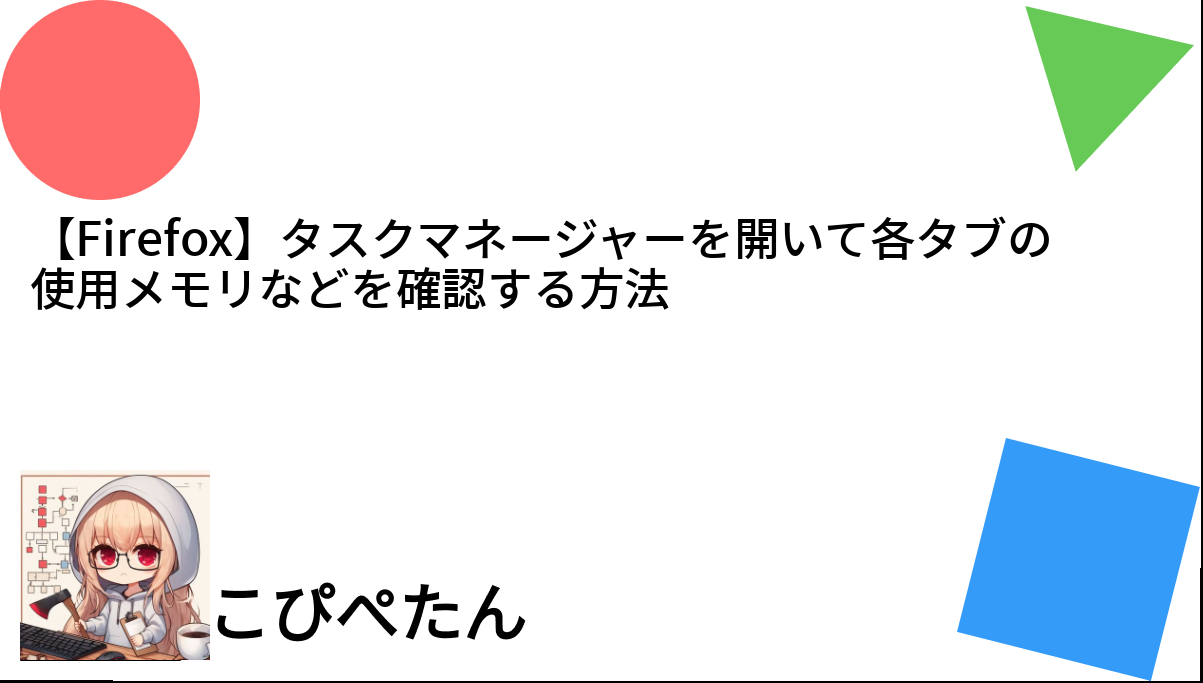 【Firefox】タスクマネージャーを開いて各タブの
使用メモリなどを確認する方法
こぴぺたん